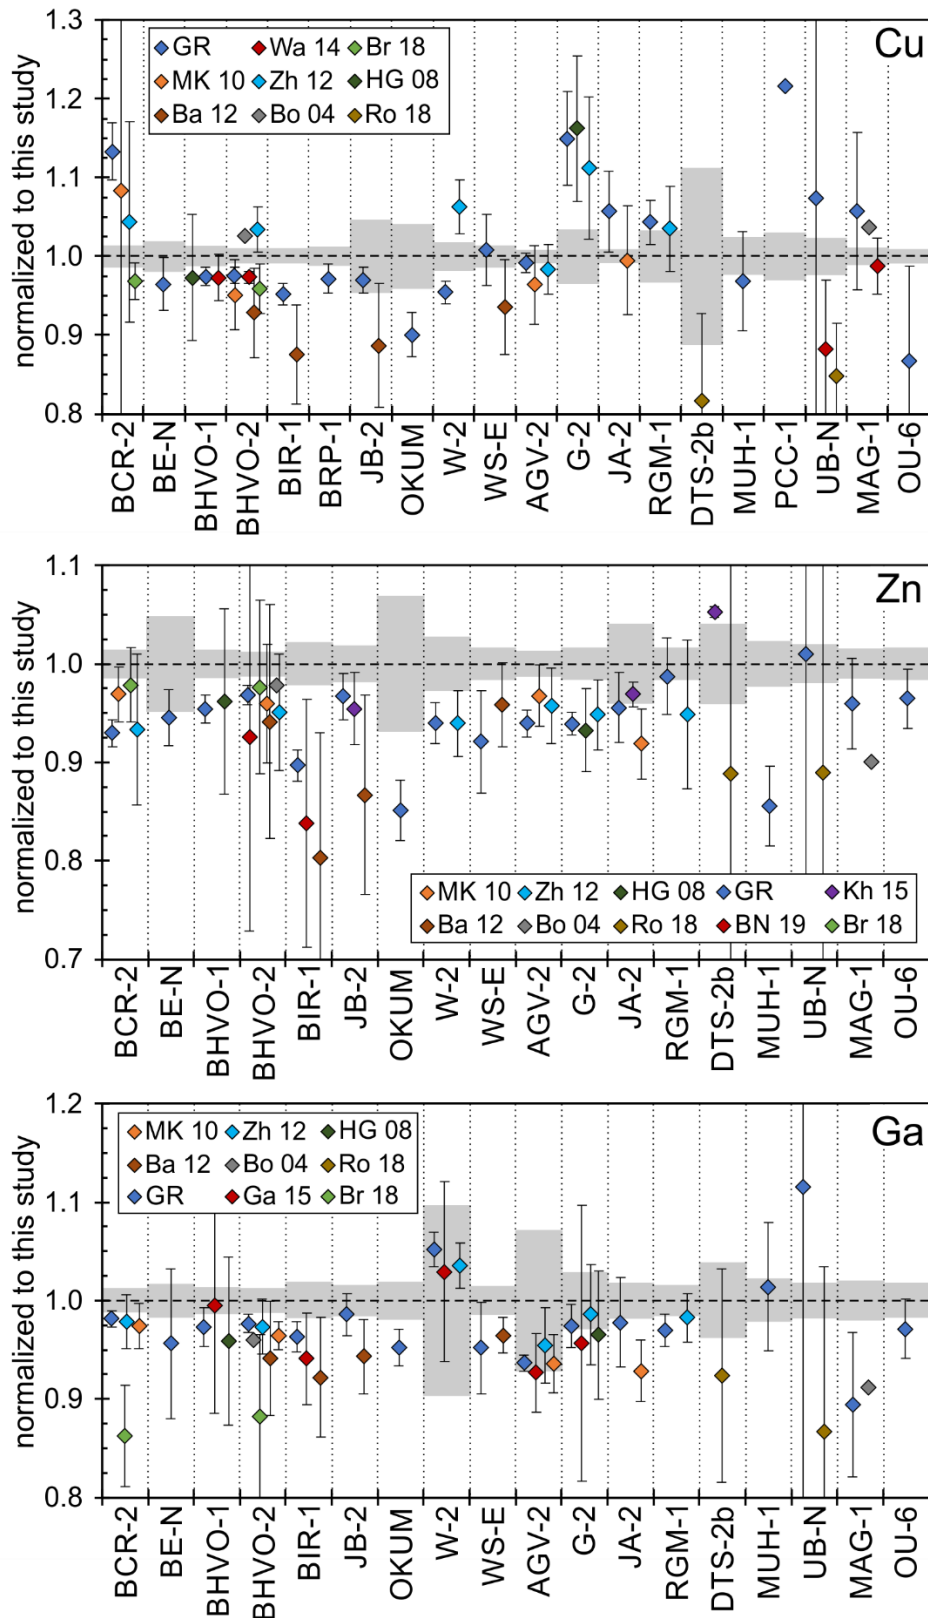 Cu
GR Wa 14 Br 18
MK 10 Zh 12 HG 08
Ba 12 Bo 04 Ro 18
normalized to this study
1.3
1.2
1.1
1.0
0.9
0.8
BCR-2 BE-N BHVO-1 BHVO-2 BIR-1 BRP-1 JB-2 OKUM W-2 WS-E AGV-2 G-2 JA-2 RGM-1 DTS-2b MUH-1 PCC-1 UB-N MAG-1 OU-6
Zn
normalized to this study
1.1
1.0
0.9
0.8
0.7
MK 10 Zh 12 HG 08 GR Kh 15
Ba 12 Bo 04 Ro 18 BN 19 Br 18
BCR-2 BE-N BHVO-1 BHVO-2 BIR-1 JB-2 OKUM W-2 WS-E AGV-2 G-2 JA-2 RGM-1 DTS-2b MUH-1 UB-N MAG-1 OU-6
Ga
MK 10 Zh 12 HG 08
Ba 12 Bo 04 Ro 18
GR Ga 15 Br 18
normalized to this study
1.2
1.1
1.0
0.9
0.8
BCR-2 BE-N BHVO-1 BHVO-2 BIR-1 JB-2 OKUM W-2 WS-E AGV-2 G-2 JA-2 RGM-1 DTS-2b MUH-1 UB-N MAG-1 OU-6